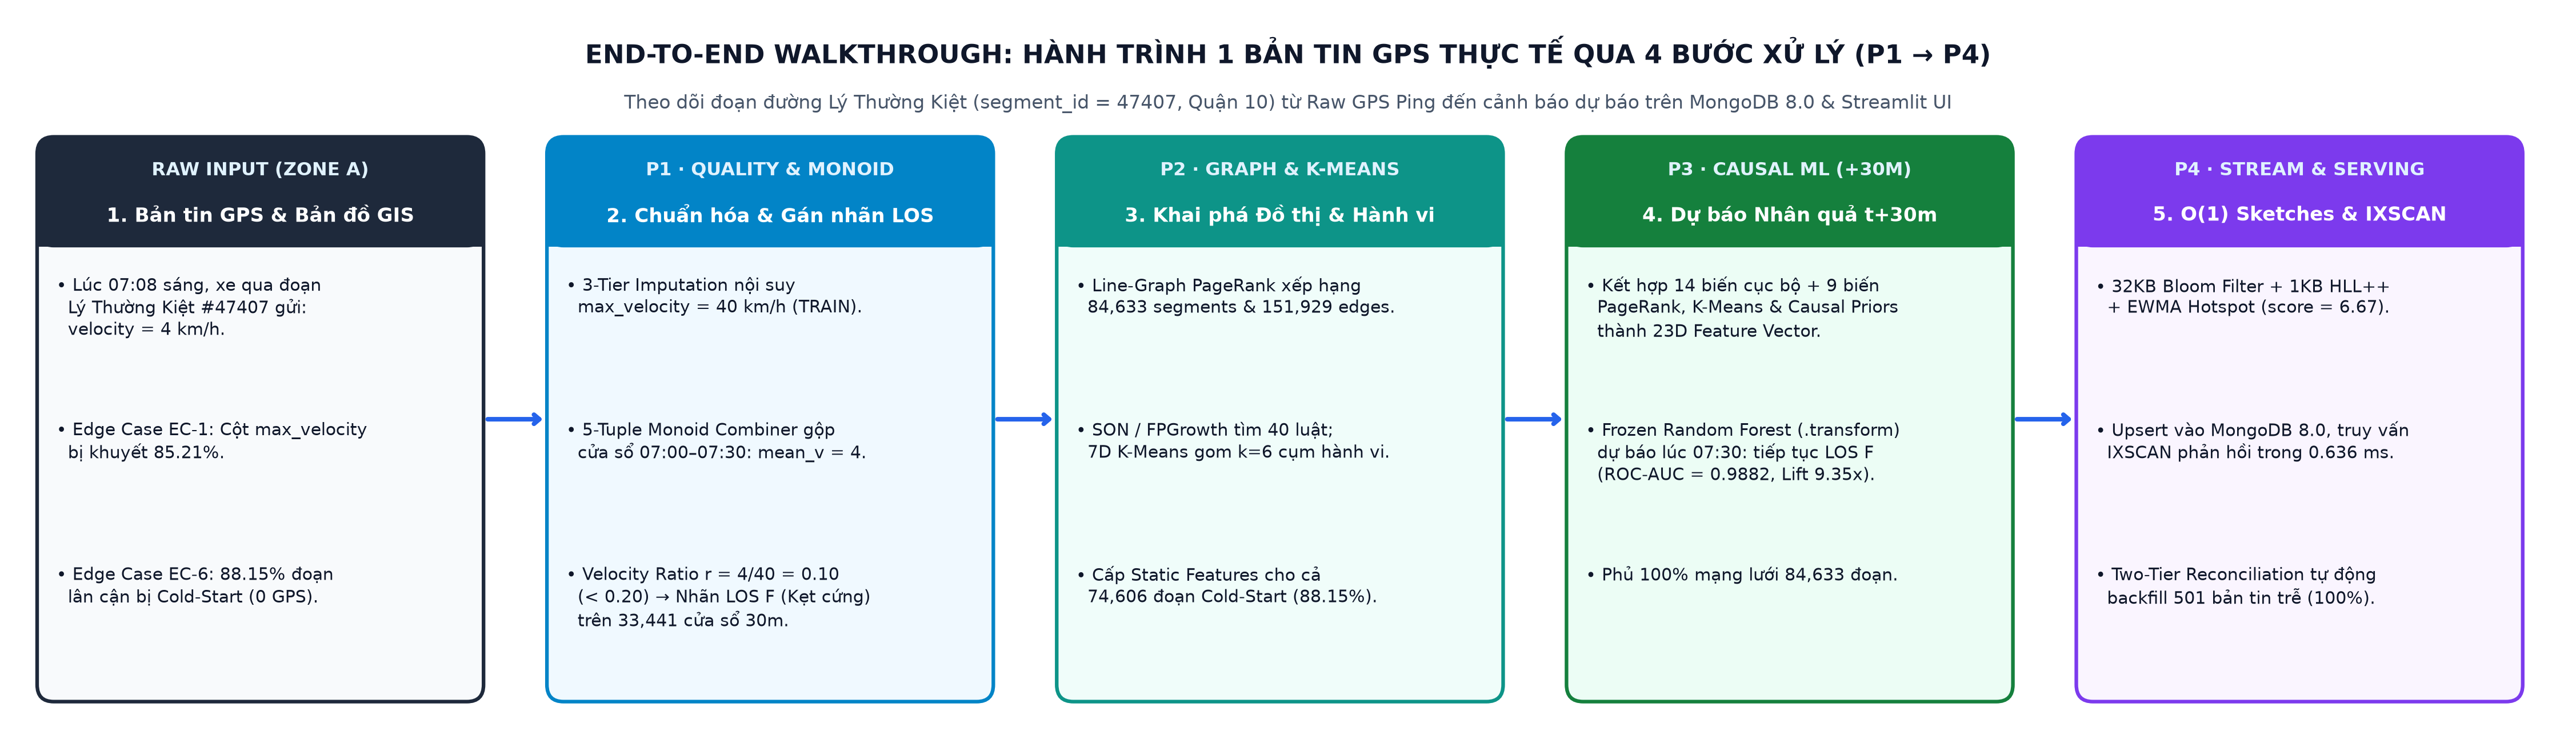 END-TO-END WALKTHROUGH: HÀNH TRÌNH 1 BẢN TIN GPS THỰC TẾ QUA 4 BƯỚC XỬ LÝ (P1 → P4)
Theo dõi đoạn đường Lý Thường Kiệt (segment_id = 47407, Quận 10) từ Raw GPS Ping đến cảnh báo dự báo trên MongoDB 8.0 & Streamlit UI
RAW INPUT (ZONE A)
1. Bản tin GPS & Bản đồ GIS
• Lúc 07:08 sáng, xe qua đoạn
Lý Thường Kiệt #47407 gửi:
velocity = 4 km/h.
• Edge Case EC-1: Cột max_velocity
bị khuyết 85.21%.
• Edge Case EC-6: 88.15% đoạn
lân cận bị Cold-Start (0 GPS).
P1 · QUALITY & MONOID
2. Chuẩn hóa & Gán nhãn LOS
• 3-Tier Imputation nội suy
max_velocity = 40 km/h (TRAIN).
• 5-Tuple Monoid Combiner gộp
cửa sổ 07:00–07:30: mean_v = 4.
• Velocity Ratio r = 4/40 = 0.10
(< 0.20) → Nhãn LOS F (Kẹt cứng)
trên 33,441 cửa sổ 30m.
P2 · GRAPH & K-MEANS
3. Khai phá Đồ thị & Hành vi
• Line-Graph PageRank xếp hạng
84,633 segments & 151,929 edges.
• SON / FPGrowth tìm 40 luật;
7D K-Means gom k=6 cụm hành vi.
• Cấp Static Features cho cả
74,606 đoạn Cold-Start (88.15%).
P3 · CAUSAL ML (+30M)
4. Dự báo Nhân quả t+30m
• Kết hợp 14 biến cục bộ + 9 biến
PageRank, K-Means & Causal Priors
thành 23D Feature Vector.
• Frozen Random Forest (.transform)
dự báo lúc 07:30: tiếp tục LOS F
(ROC-AUC = 0.9882, Lift 9.35x).
• Phủ 100% mạng lưới 84,633 đoạn.
P4 · STREAM & SERVING
5. O(1) Sketches & IXSCAN
• 32KB Bloom Filter + 1KB HLL++
+ EWMA Hotspot (score = 6.67).
• Upsert vào MongoDB 8.0, truy vấn
IXSCAN phản hồi trong 0.636 ms.
• Two-Tier Reconciliation tự động
backfill 501 bản tin trễ (100%).